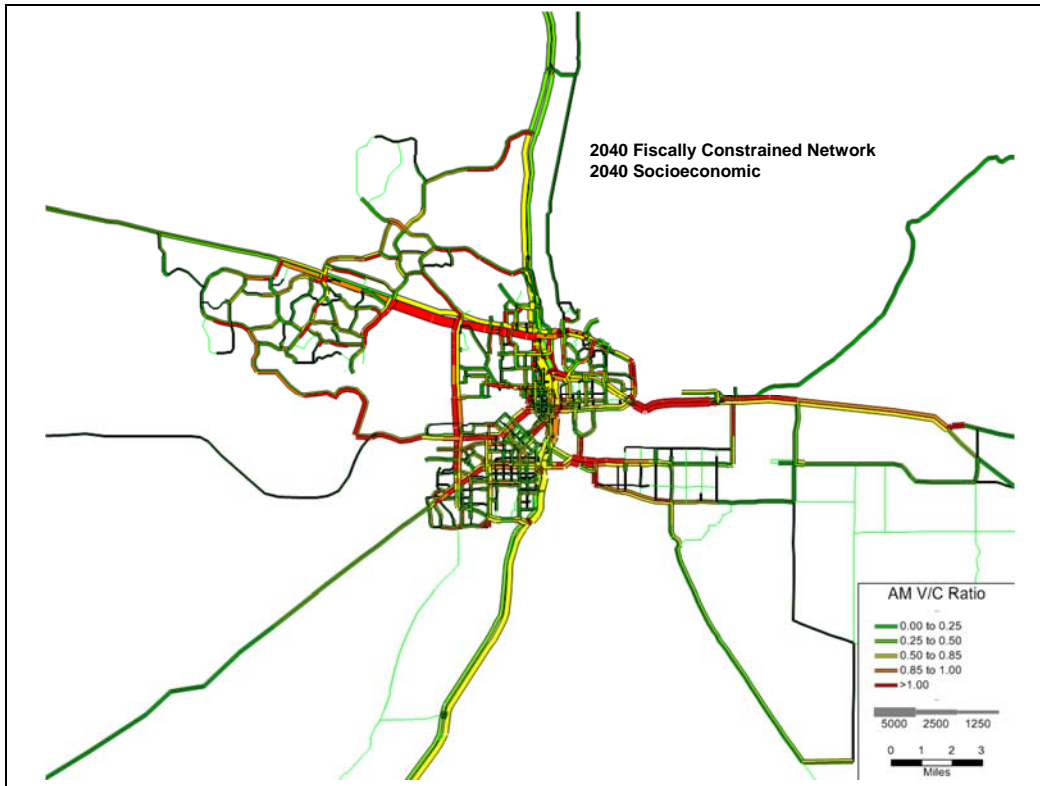 2040 Fiscally Constrained Network
2040 Socioeconomic
AM V/C Ratio
0.00 to 0.25
0.25 to 0.50
0.50 to 0.85
0.85 to 1.00
>1.00
5000 2500 1250
0 1 2 3
Miles